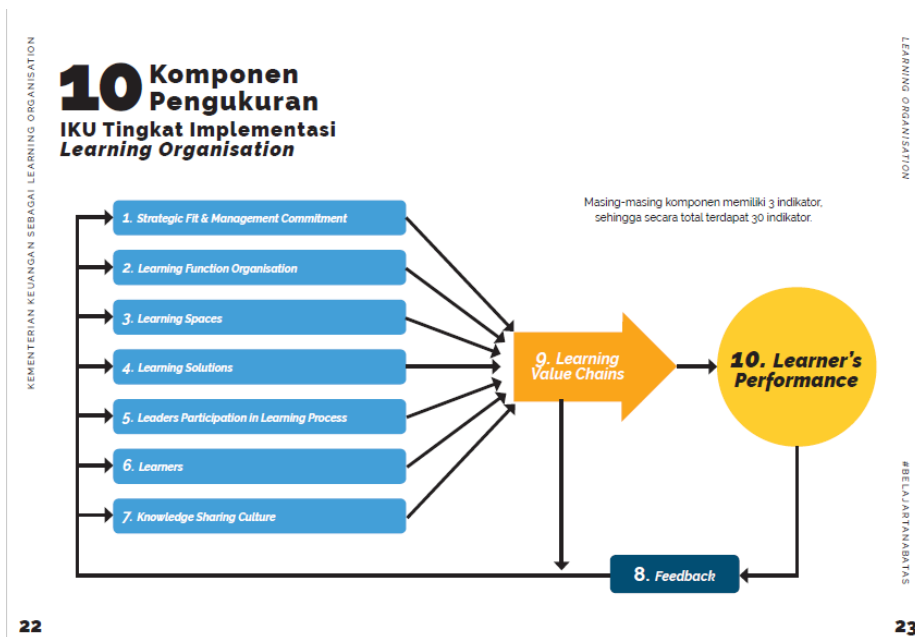 KEMENTERIAN KEUANGAN SEBAGAI LEARNING ORGANISATION
10 Komponen
Pengukuran
IKU Tingkat Implementasi
Learning Organisation
Masing-masing komponen memiliki 3 indikator,
sehingga secara total terdapat 30 indikator.
1. Strategic Fit & Management Commitment
2. Learning Function Organisation
3. Learning Spaces
4. Learning Solutions
5. Leaders Participation in Learning Process
6. Learners
7. Knowledge Sharing Culture
9. Learning
Value Chains
10. Learner's
Performance
8. Feedback
LEARNING ORGANISATION
#BELAJARTANABATAS
22
23